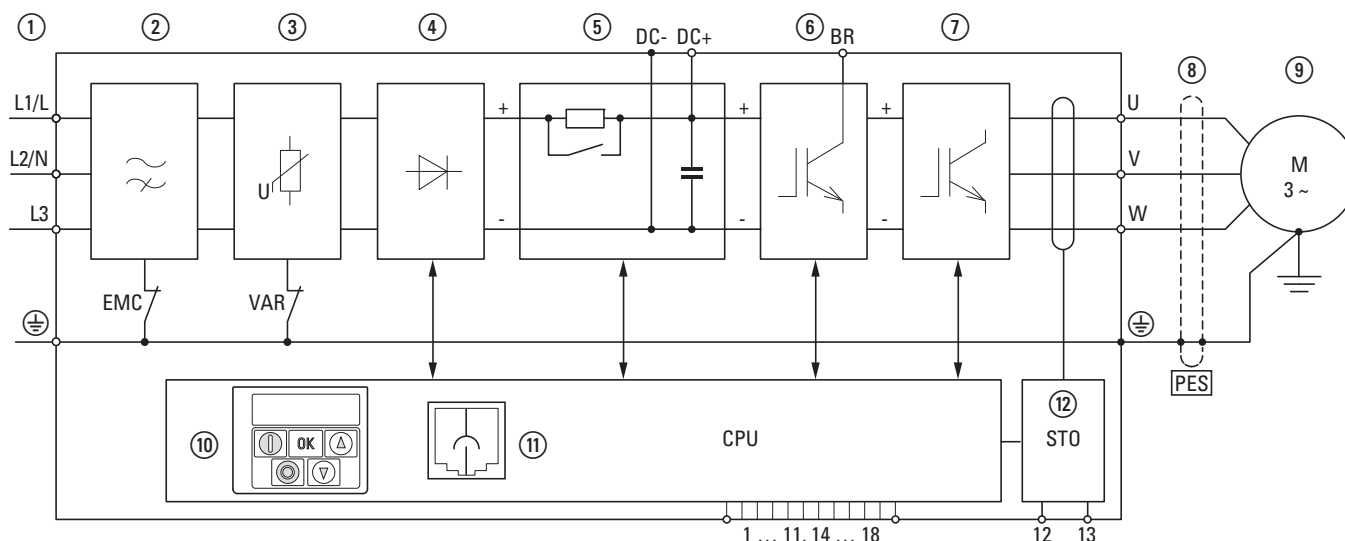 ① ② ③ ④ ⑤ DC- DC+ ⑥ BR ⑦ ⑧ ⑨
L1/L + + + U
L2/N U V M 3 ~
L3 - - - W
EMC VAR
PES
⑩ OK ⑪ CPU ⑫ STO
1 ... 11, 14 ... 18 12 13